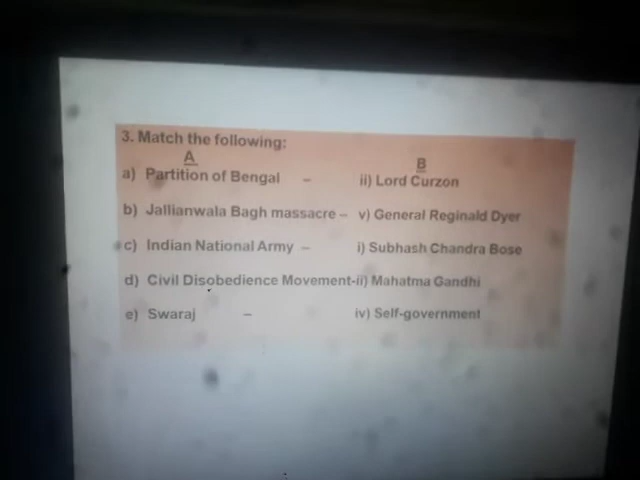 3. Match the following:
A B
a) Partition of Bengal – ii) Lord Curzon
b) Jallianwala Bagh massacre – v) General Reginald Dyer
c) Indian National Army – i) Subhash Chandra Bose
d) Civil Disobedience Movement-ii) Mahatma Gandhi
e) Swaraj – iv) Self-government